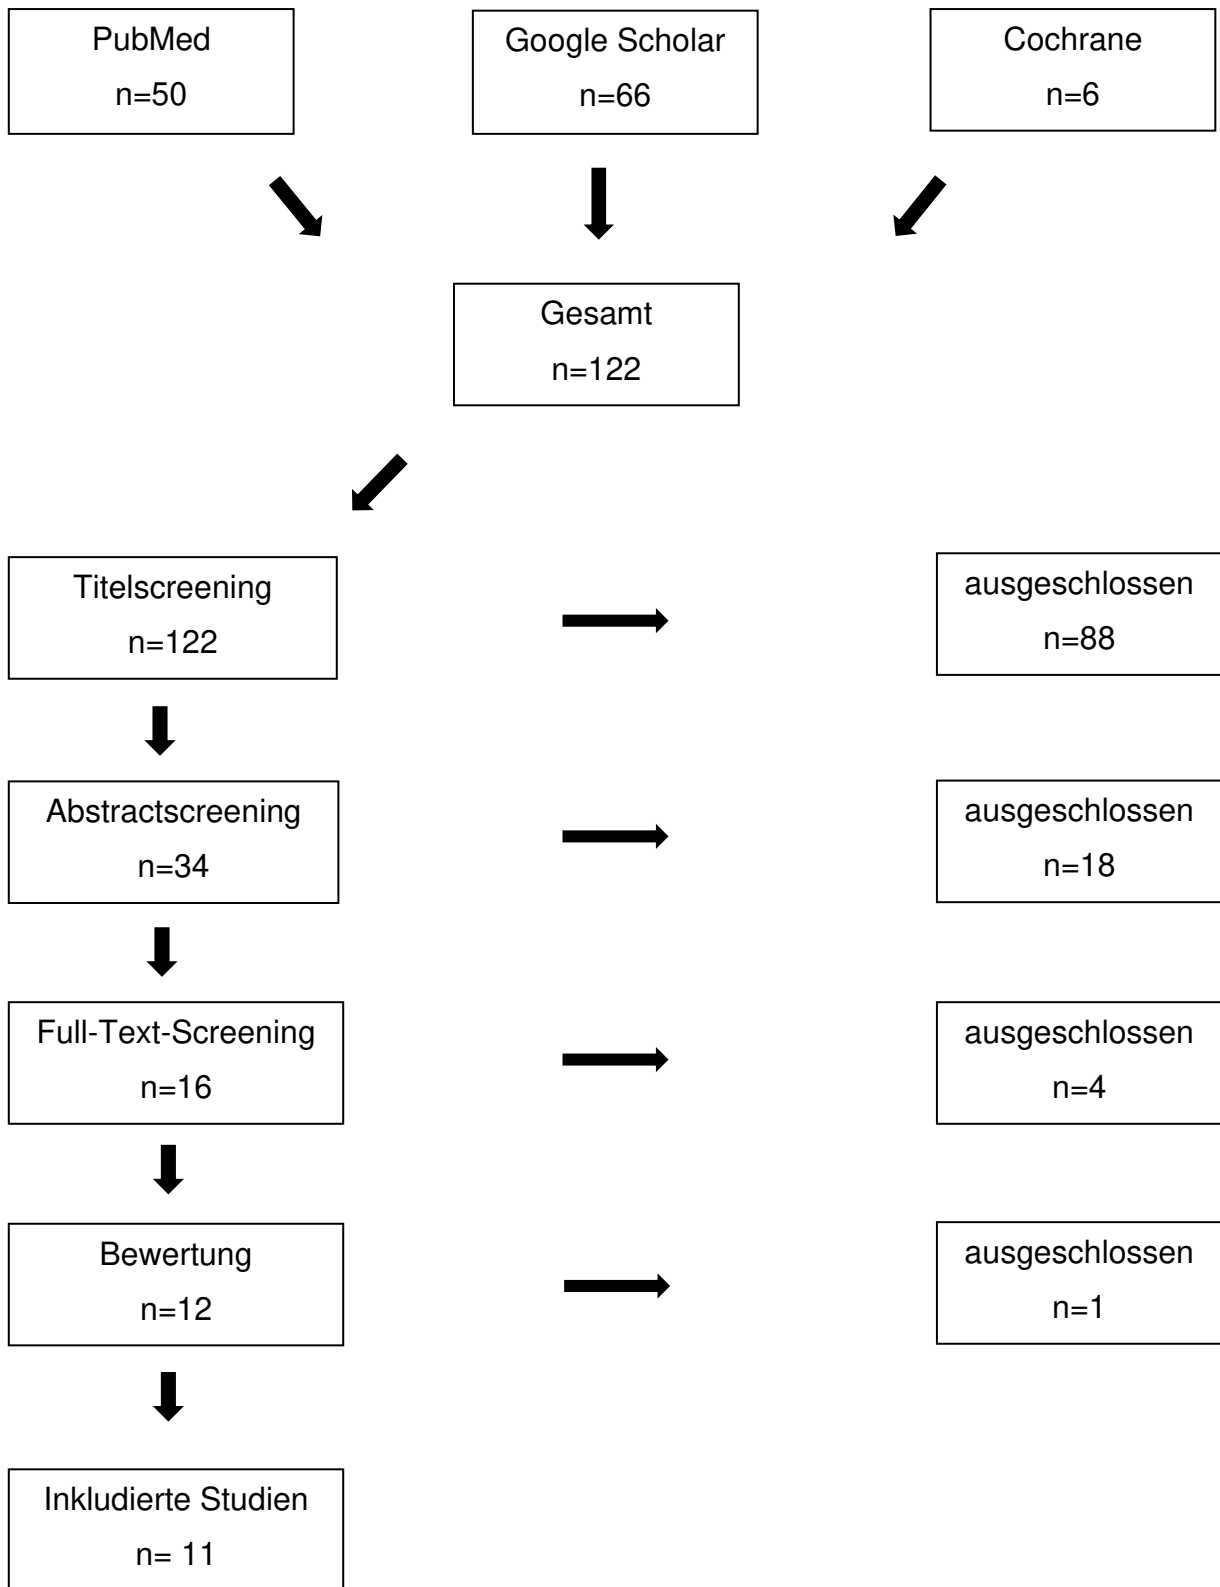 PubMed
n=50
Google Scholar
n=66
Cochrane
n=6
Gesamt
n=122
Titelscreening
n=122
ausgeschlossen
n=88
Abstractscreening
n=34
ausgeschlossen
n=18
Full-Text-Screening
n=16
ausgeschlossen
n=4
Bewertung
n=12
ausgeschlossen
n=1
Inkludierte Studien
n= 11